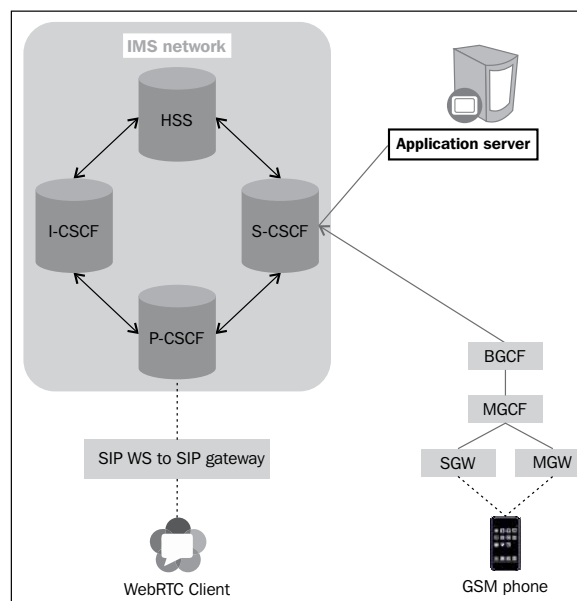 IMS network
HSS
Application server
I-CSCF
S-CSCF
P-CSCF
BGCF
MGCF
SIP WS to SIP gateway
SGW
MGW
WebRTC Client
GSM phone